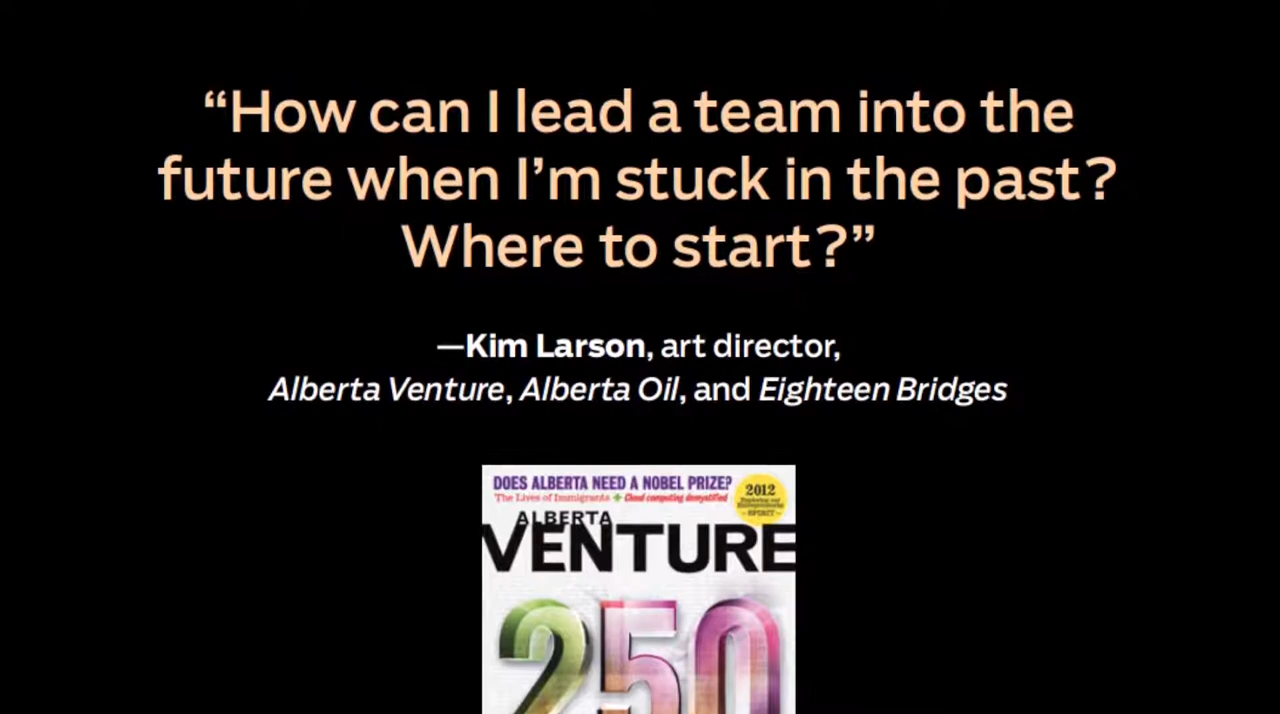 “How can I lead a team into the
future when I’m stuck in the past?
Where to start?”
—Kim Larson, art director,
Alberta Venture, Alberta Oil, and Eighteen Bridges
DOES ALBERTA NEED A NOBEL PRIZE?
The Lives of Immigrants + Cloud computing demystified
2012
SPIRIT
ALBERTA
VENTURE
250